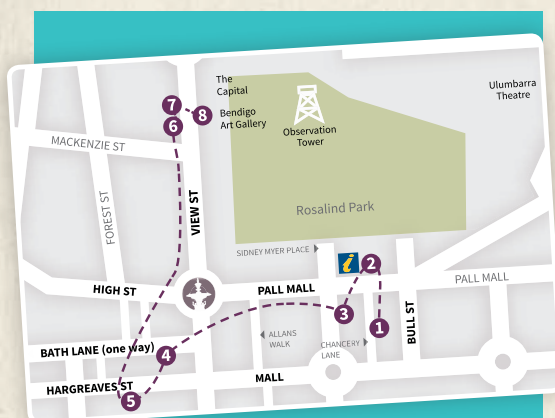 The
Capital
7
8
6
Bendigo
Art Gallery
Observation
Tower
Ulumbarra
Theatre
MACKENZIE ST
FOREST ST
VIEW ST
Rosalind Park
SIDNEY MYER PLACE
i
2
HIGH ST
PALL MALL
PALL MALL
3
1
BULL ST
ALLANS
WALK
CHANCERY
LANE
BATH LANE (one way)
4
HARGREAVES ST
MALL
5